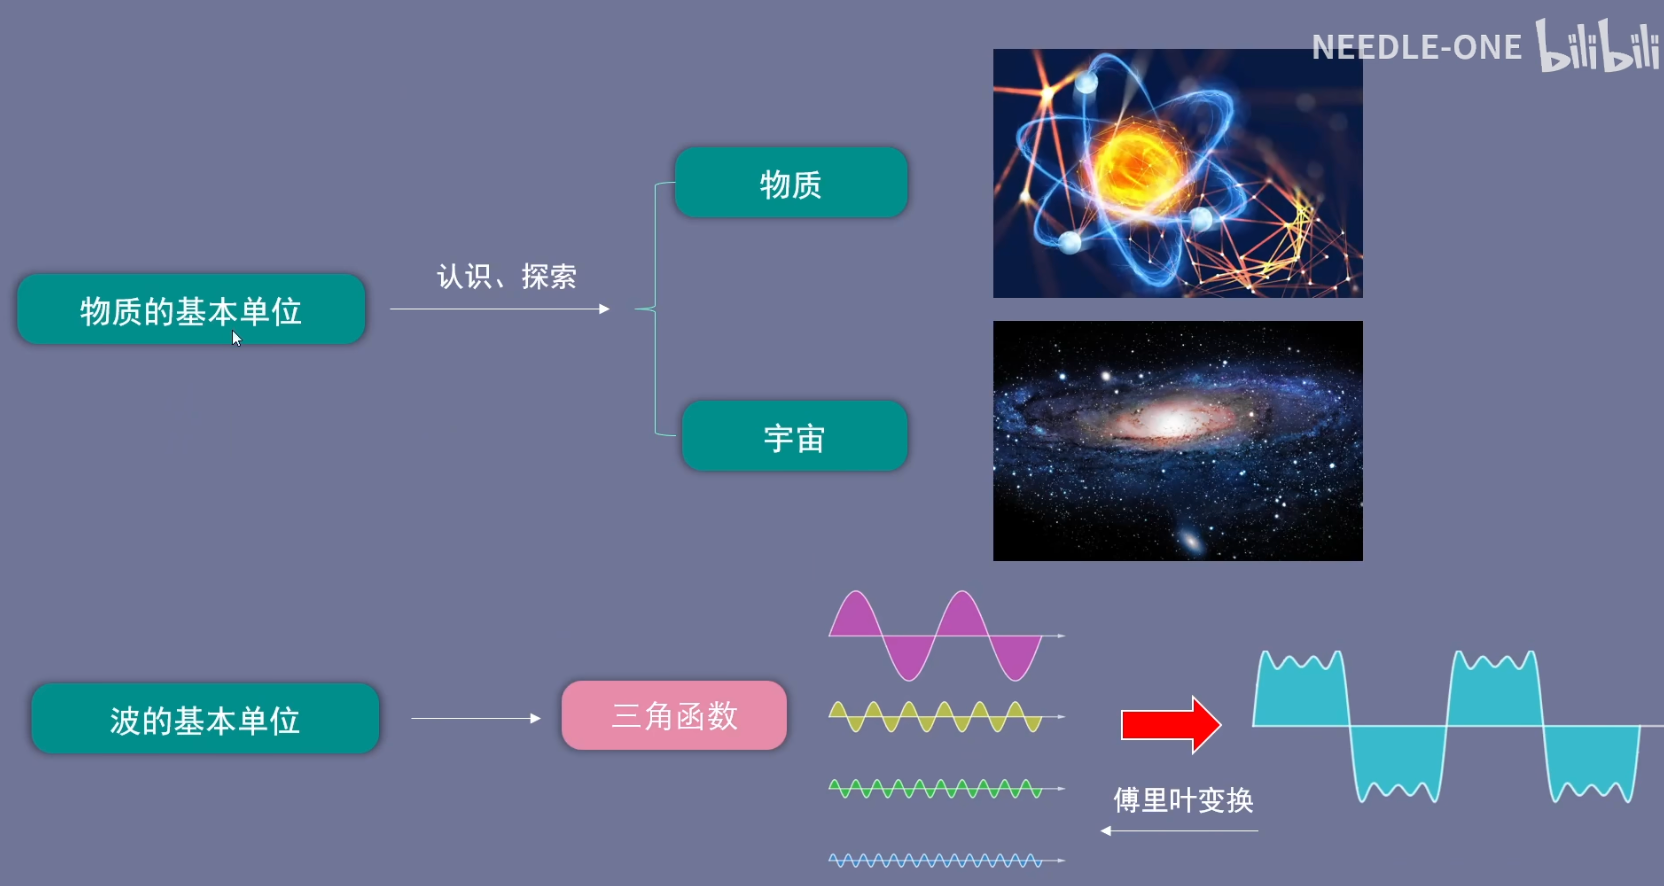 NEEDLE-ONE bilibili
物质
认识、探索
物质的基本单位
宇宙
波的基本单位
三角函数
傅里叶变换